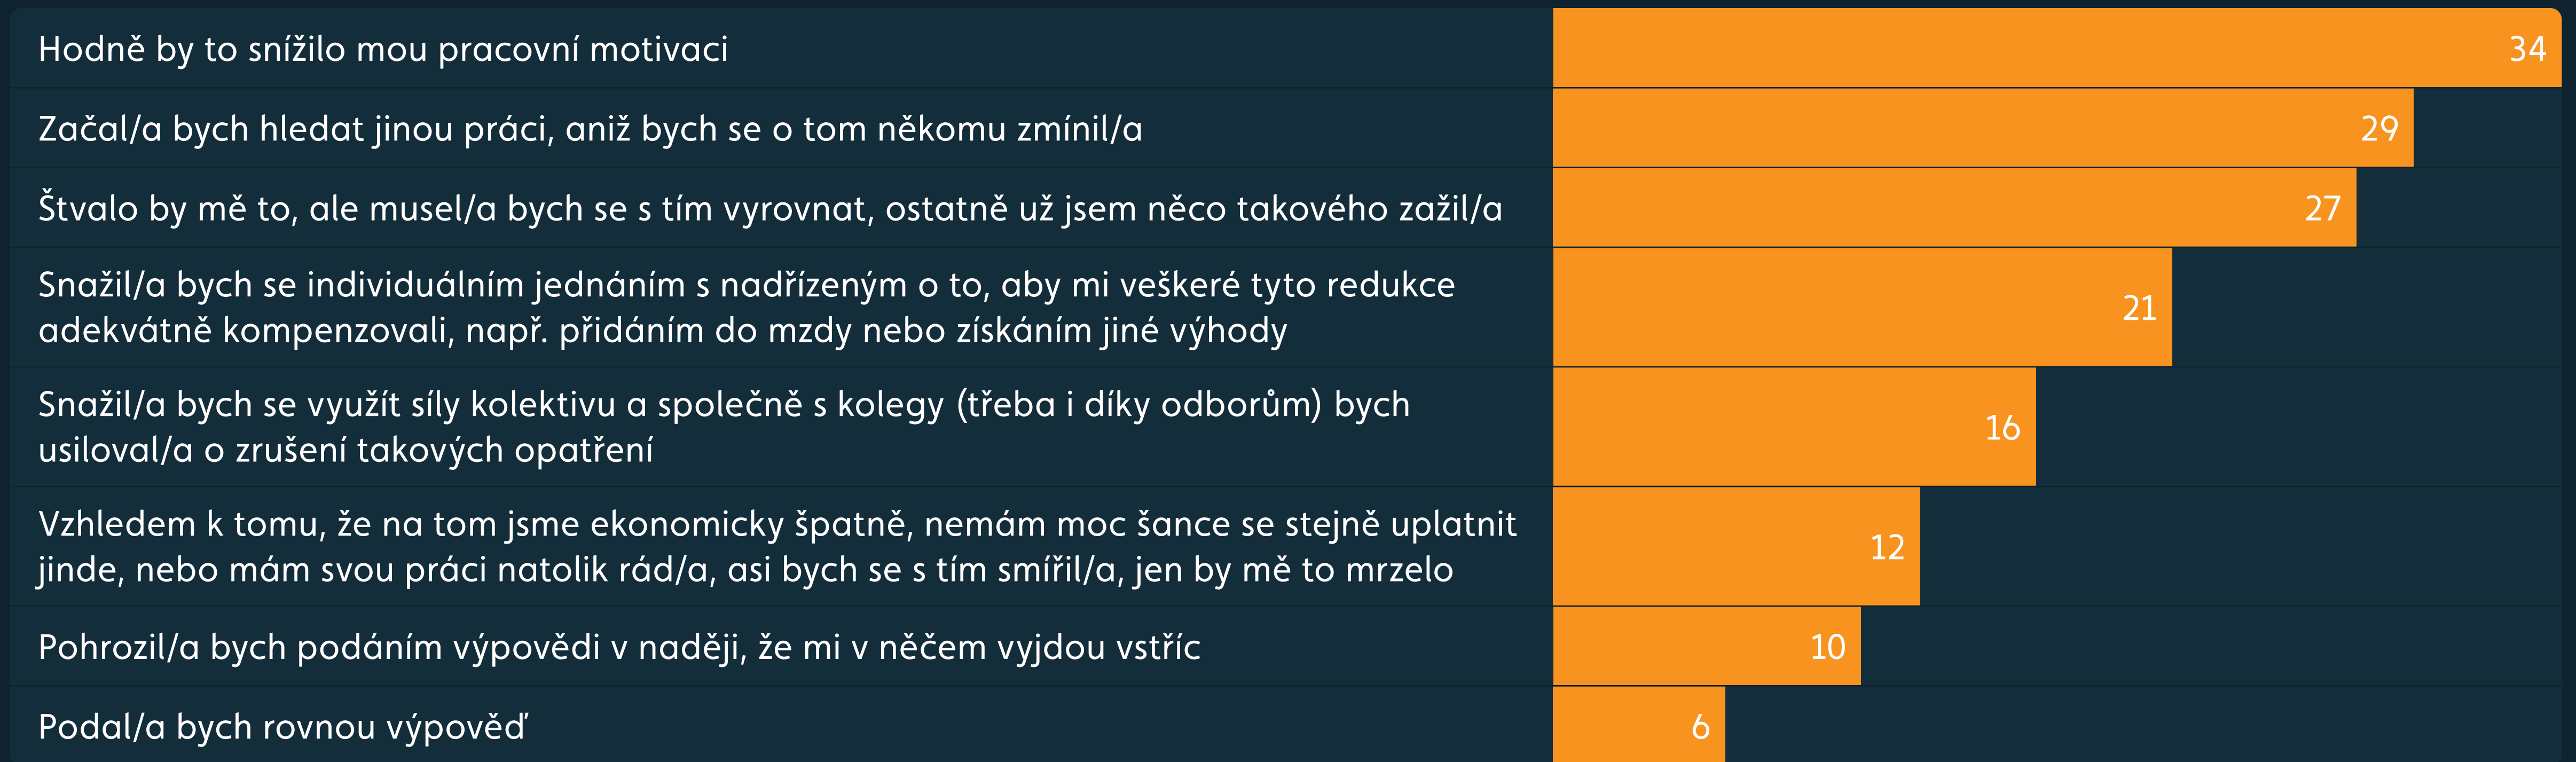 Hodně by to snížilo mou pracovní motivaci
34
Začal/a bych hledat jinou práci, aniž bych se o tom někomu zmínil/a
29
Štvalo by mě to, ale musel/a bych se s tím vyrovnat, ostatně už jsem něco takového zažil/a
27
Snažil/a bych se individuálním jednáním s nadřízeným o to, aby mi veškeré tyto redukce
adekvátně kompenzovali, např. přidáním do mzdy nebo získáním jiné výhody
21
Snažil/a bych se využít síly kolektivu a společně s kolegy (třeba i díky odborům) bych
usiloval/a o zrušení takových opatření
16
Vzhledem k tomu, že na tom jsme ekonomicky špatně, nemám moc šance se stejně uplatnit
jinde, nebo mám svou práci natolik rád/a, asi bych se s tím smířil/a, jen by mě to mrzelo
12
Pohrozil/a bych podáním výpovědi v naději, že mi v něčem vyjdou vstříc
10
Podal/a bych rovnou výpověď
6